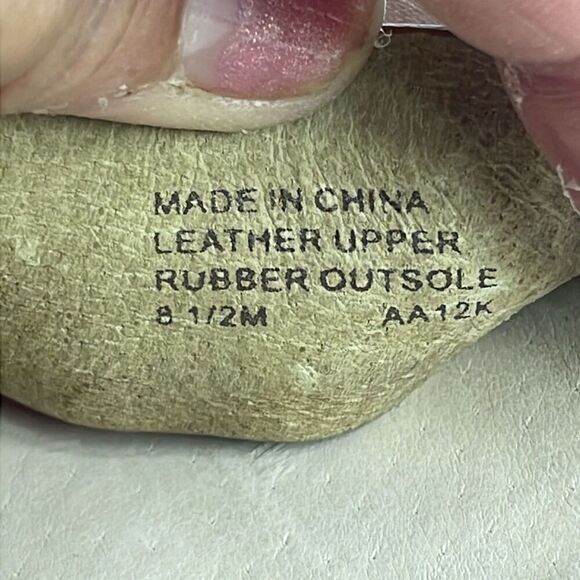 MADE IN CHINA
LEATHER UPPER
RUBBER OUTSOLE
8 1/2M AA12K